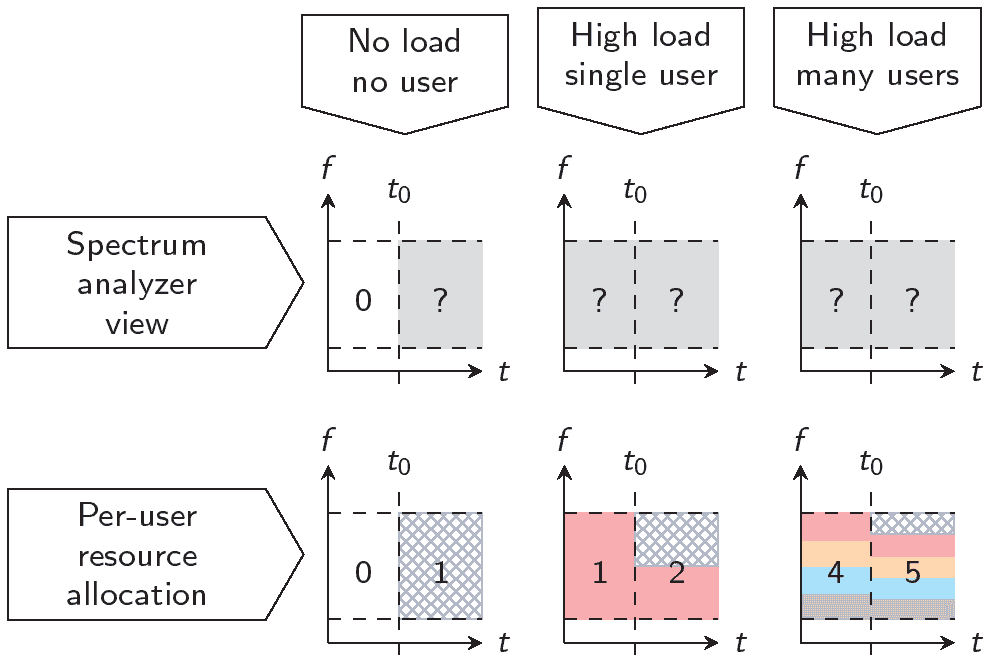 No load
no user
High load
single user
High load
many users
Spectrum
analyzer
view
f
t0
0
?
t
f
t0
?
?
t
f
t0
?
?
t
Per-user
resource
allocation
f
t0
0
1
t
f
t0
1
2
t
f
t0
4
5
t